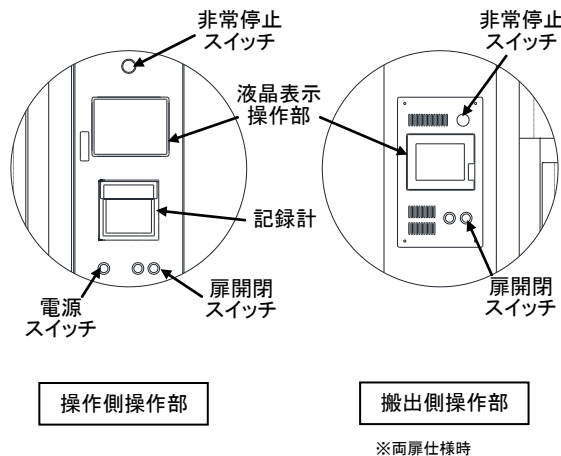 非常停止
スイッチ
非常停止
スイッチ
液晶表示
操作部
記録計
電源
スイッチ
扉開閉
スイッチ
扉開閉
スイッチ
操作側操作部
搬出側操作部
※両扉仕様時